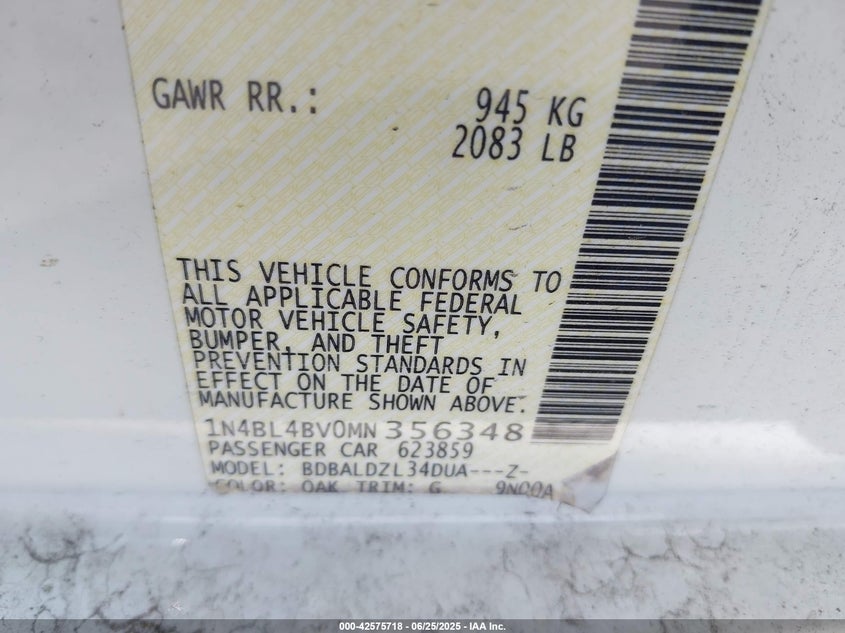 GAWR RR.: 945 KG
2083 LB
THIS VEHICLE CONFORMS TO
ALL APPLICABLE FEDERAL
MOTOR VEHICLE SAFETY,
BUMPER, AND THEFT
PREVENTION STANDARDS IN
EFFECT ON THE DATE OF
MANUFACTURE SHOWN ABOVE.
1N4BL4BV0MN356348
PASSENGER CAR 623859
MODEL: BDBALDZL34DUA---Z-
COLOR: QAK TRIM: G
000-42575718 - 06/25/2025 - IAA Inc.